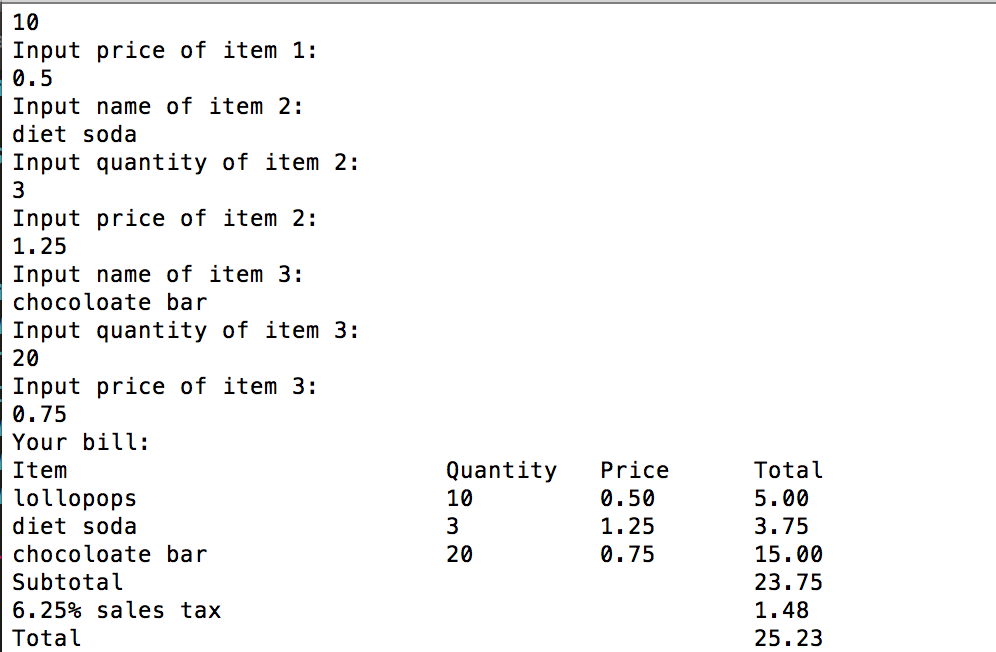 10
Input price of item 1:
0.5
Input name of item 2:
diet soda
Input quantity of item 2:
3
Input price of item 2:
1.25
Input name of item 3:
chocoloate bar
Input quantity of item 3:
20
Input price of item 3:
0.75
Your bill:
Item Quantity Price Total
lollopops 10 0.50 5.00
diet soda 3 1.25 3.75
chocoloate bar 20 0.75 15.00
Subtotal 23.75
6.25% sales tax 1.48
Total 25.23